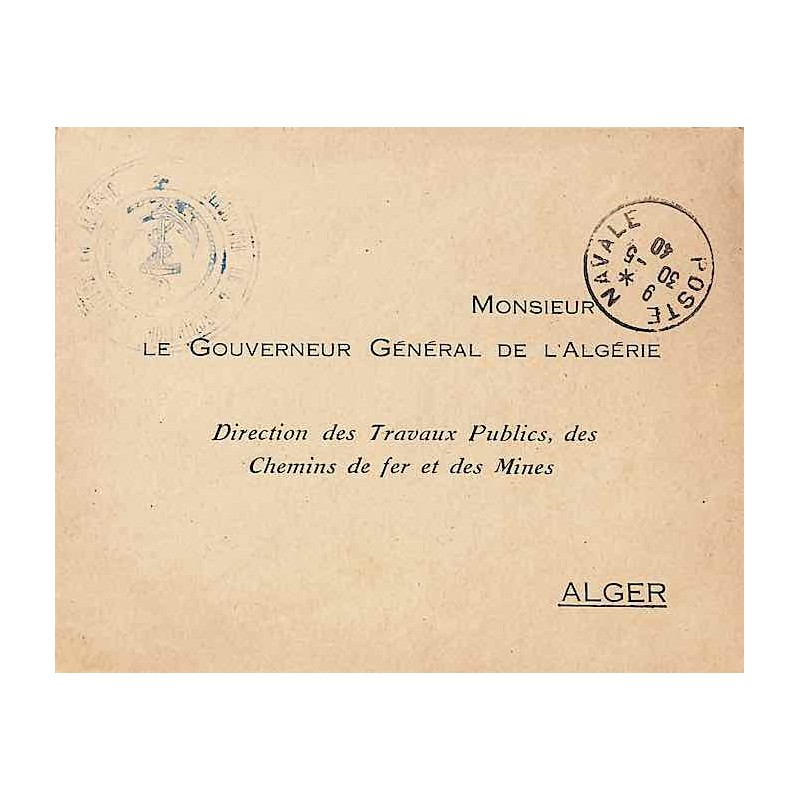 POSTE NAVALE *
9
30 -5
40
MONSIEUR
LE GOUVERNEUR GÉNÉRAL DE L'ALGÉRIE
Direction des Travaux Publics, des
Chemins de fer et des Mines
ALGER